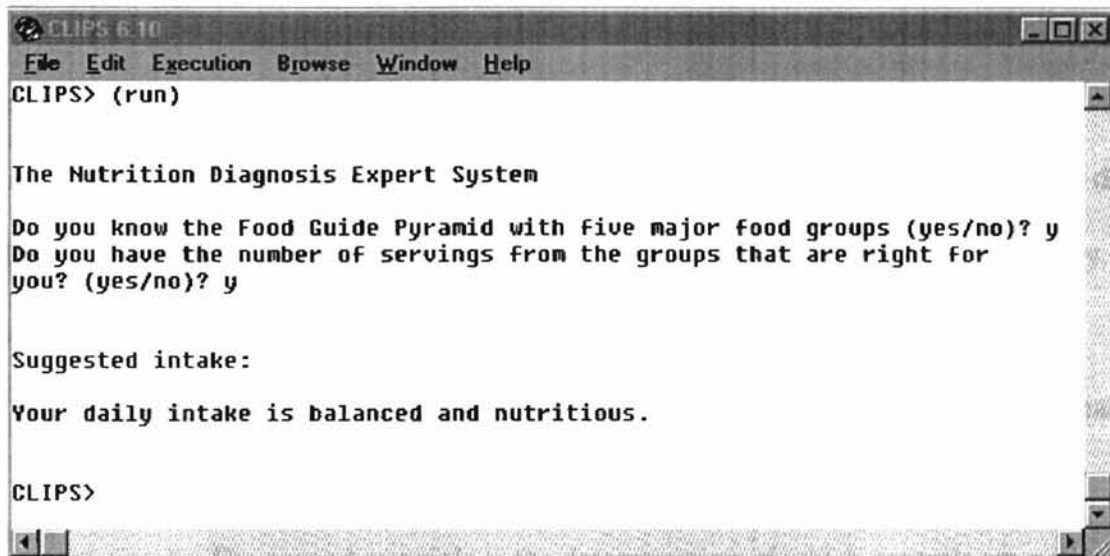 CLIPS 6.10
File Edit Execution Browse Window Help
CLIPS> (run)
The Nutrition Diagnosis Expert System
Do you know the Food Guide Pyramid with five major food groups (yes/no)? y
Do you have the number of servings from the groups that are right for
you? (yes/no)? y
Suggested intake:
Your daily intake is balanced and nutritious.
CLIPS>